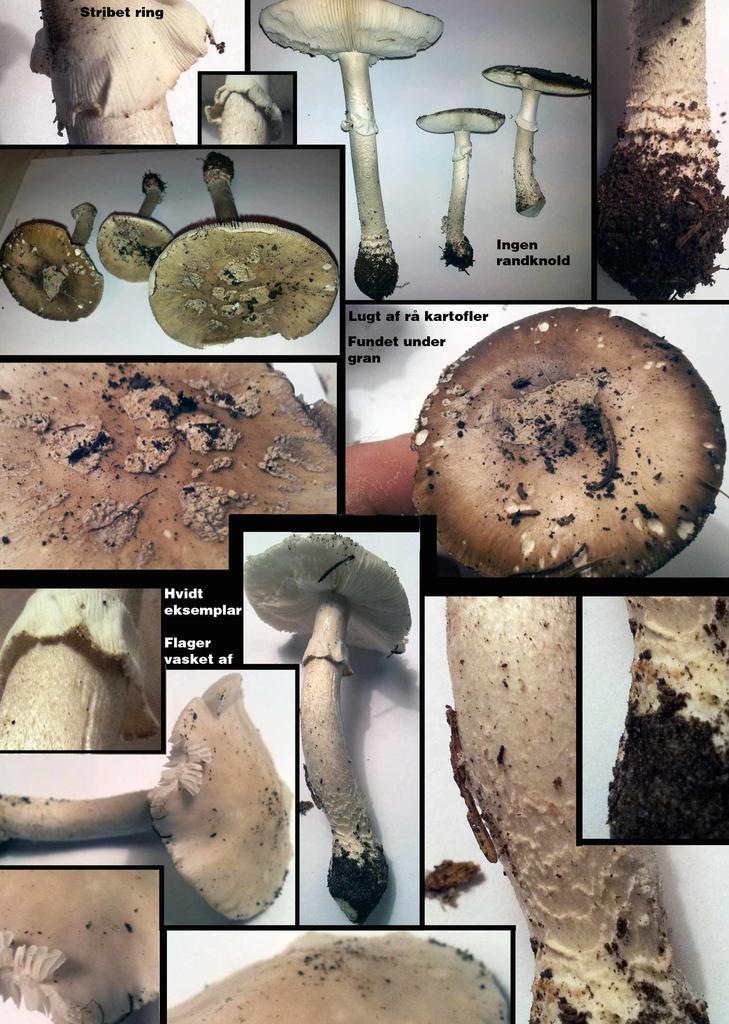 Stribet ring
Ingen
randknold
Lugt af rå kartofler
Fundet under
gran
Hvidt
eksemplar
Flager
vasket af